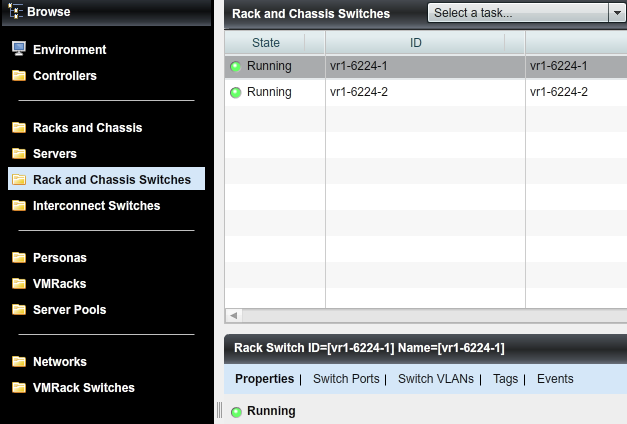 Browse
Environment
Controllers
Racks and Chassis
Servers
Rack and Chassis Switches
Interconnect Switches
Personas
VMRacks
Server Pools
Networks
VMRack Switches
Rack and Chassis Switches Select a task...
State ID
Running vr1-6224-1 vr1-6224-1
Running vr1-6224-2 vr1-6224-2
Rack Switch ID=[vr1-6224-1] Name=[vr1-6224-1]
Properties | Switch Ports | Switch VLANs | Tags | Events
Running